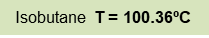 Isobutane T = 100.36ºC